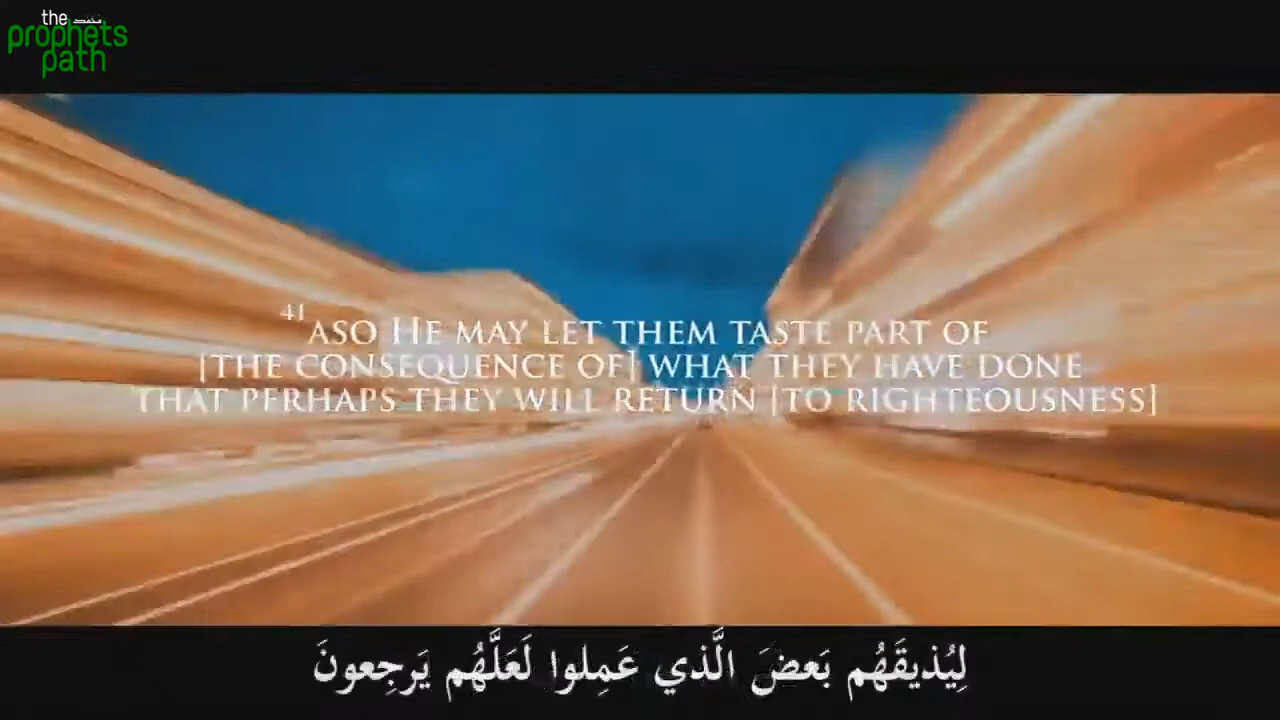 the محمد
prophets
path
41
ASO HE MAY LET THEM TASTE PART OF
[THE CONSEQUENCE OF] WHAT THEY HAVE DONE
THAT PERHAPS THEY WILL RETURN [TO RIGHTEOUSNESS]
لِيُذيقَهُم بَعضَ الَّذي عَمِلوا لَعَلَّهُم يَرجِعونَ